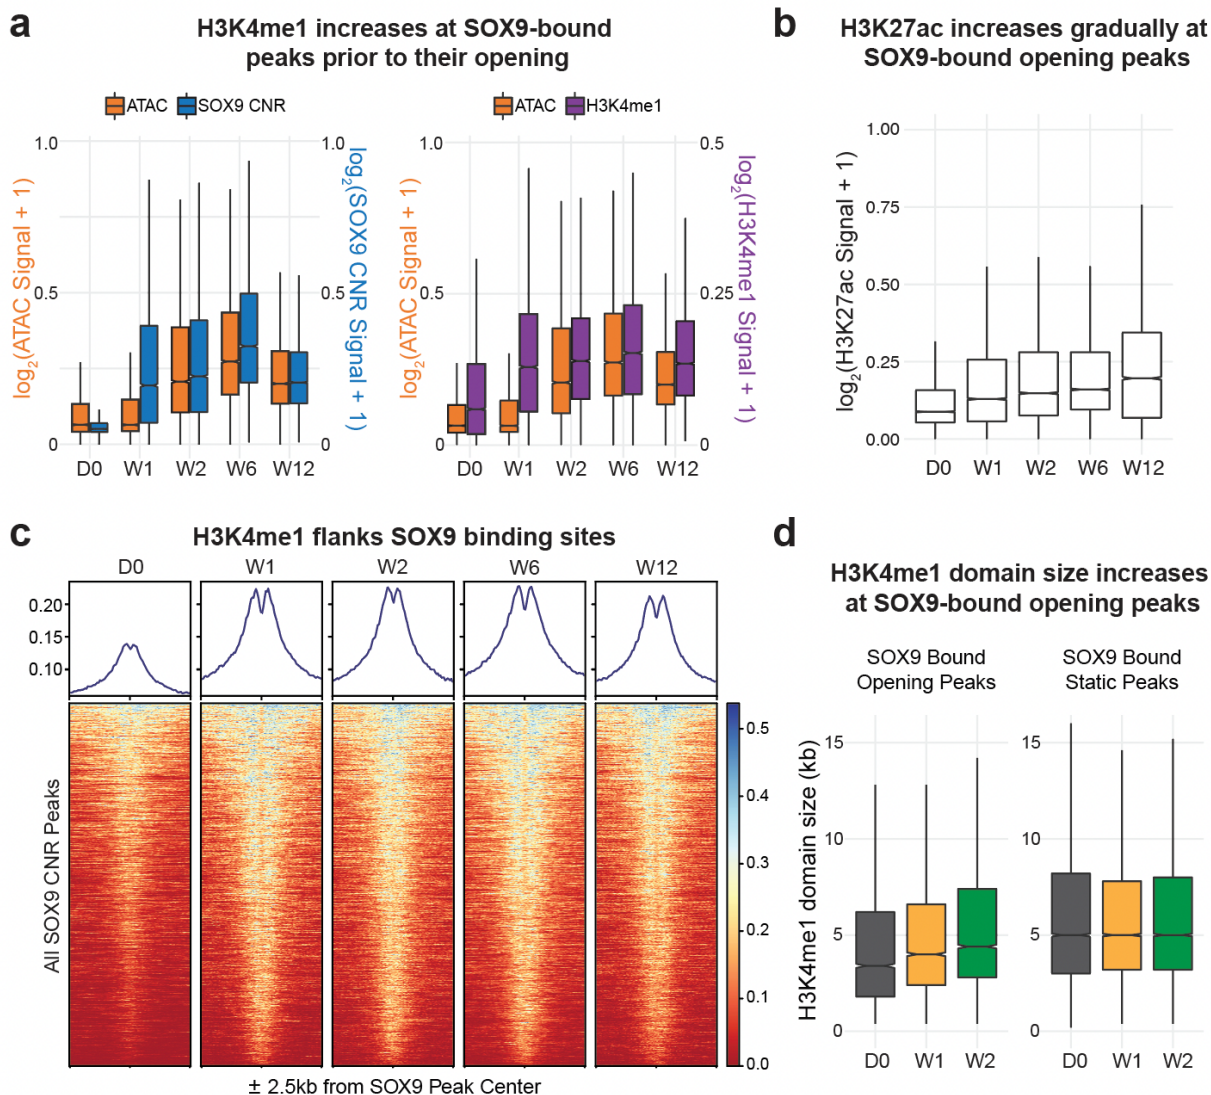 a
H3K4me1 increases at SOX9-bound
peaks prior to their opening
ATAC SOX9 CNR
1.0
0.5
0
log2(ATAC Signal + 1)
1.0
0.5
0
log2(SOX9 CNR Signal + 1)
D0 W1 W2 W6 W12
ATAC H3K4me1
1.0
0.5
0
log2(ATAC Signal + 1)
0.5
0.25
0
log2(H3K4me1 Signal + 1)
D0 W1 W2 W6 W12
b
H3K27ac increases gradually at
SOX9-bound opening peaks
1.00
0.75
0.50
0.25
0.00
log2(H3K27ac Signal + 1)
D0 W1 W2 W6 W12
c
H3K4me1 flanks SOX9 binding sites
D0 W1 W2 W6 W12
0.20
0.15
0.10
All SOX9 CNR Peaks
0.5
0.4
0.3
0.2
0.1
0.0
± 2.5kb from SOX9 Peak Center
d
H3K4me1 domain size increases
at SOX9-bound opening peaks
SOX9 Bound
Opening Peaks
15
10
5
0
H3K4me1 domain size (kb)
D0 W1 W2
SOX9 Bound
Static Peaks
15
10
5
0
D0 W1 W2